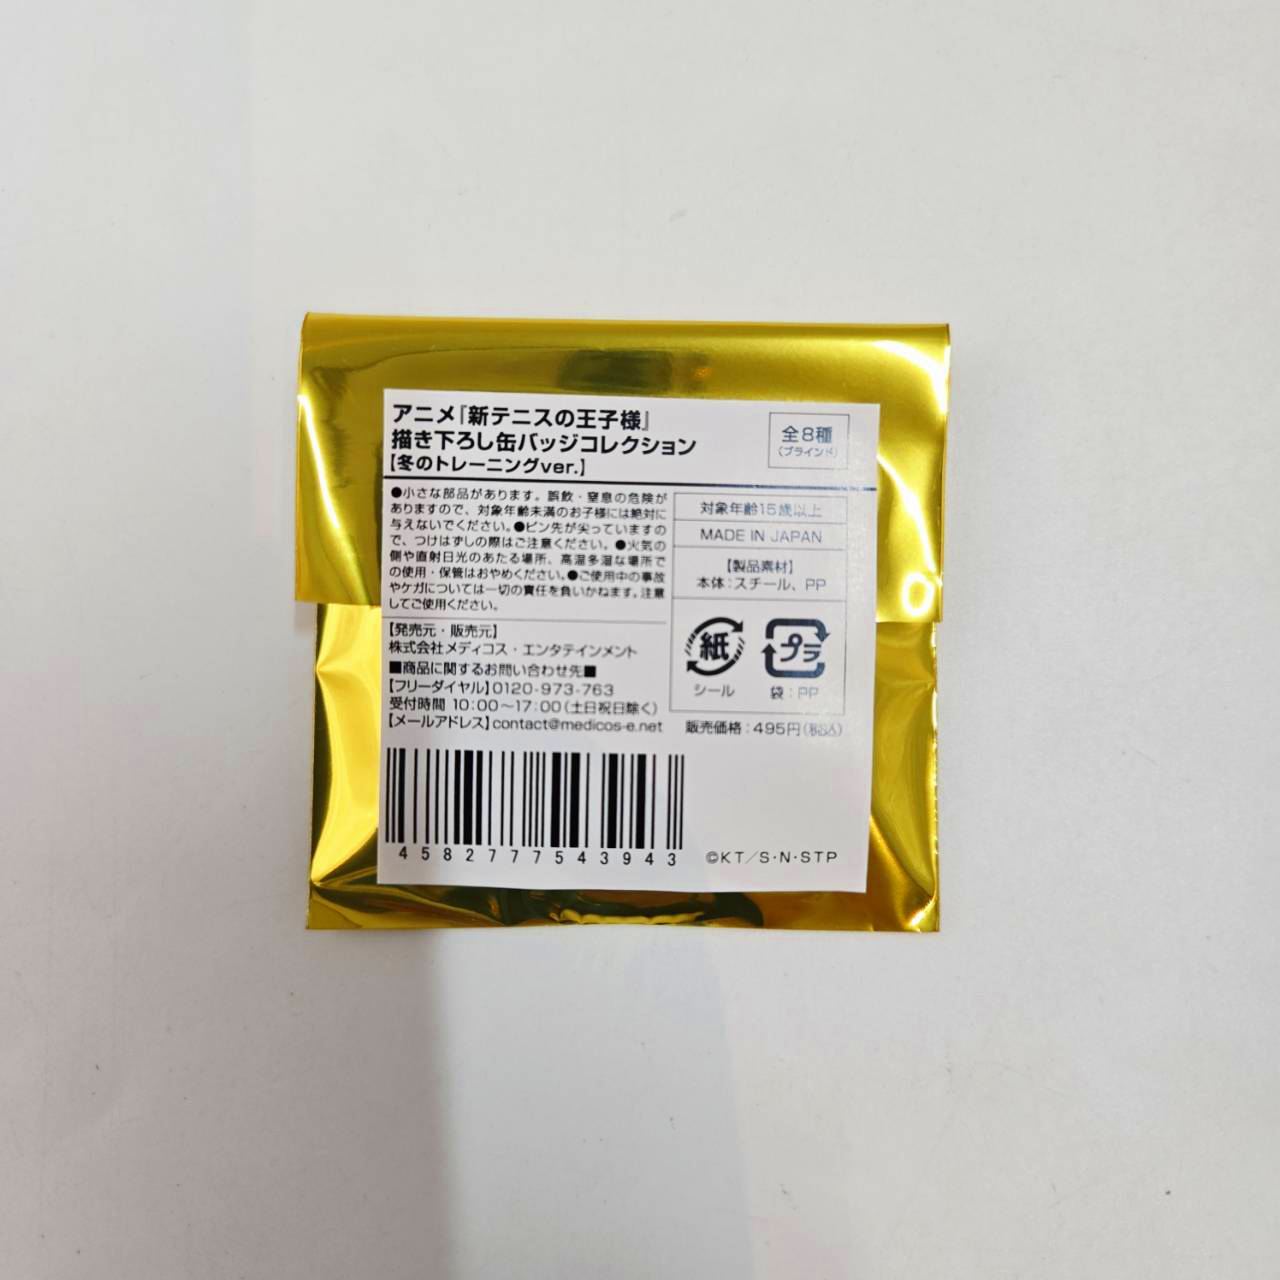 アニメ『新テニスの王子様』
描き下ろし缶バッジコレクション
【冬のトレーニングver.】
全8種
(ブラインド)
●小さな部品があります。誤飲・窒息の危険が
ありますので、対象年齢未満のお子様には絶対に
与えないでください。●ピン先が尖っていますの
で、つけはずしの際はご注意ください。●火気の
側や直射日光のあたる場所、高温多湿な場所で
の使用・保管はおやめください。●ご使用中の事故
やケガについては一切の責任を負いかねます。注意
してご使用ください。
対象年齢15歳以上
MADE IN JAPAN
【製品素材】
本体:スチール、PP
紙
シール
プラ
袋:PP
【発売元・販売元】
株式会社メディコス・エンタテインメント
■商品に関するお問い合わせ先■
【フリーダイヤル】0120-973-763
受付時間 10:00〜17:00(土日祝日除く)
【メールアドレス】contact@medicos-e.net
販売価格:495円(税込)
4582777543943
©KT/S・N・STP